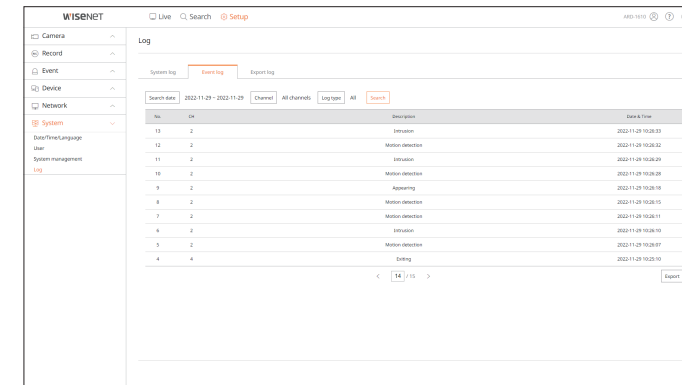 WISENET
Live Search Setup
ARD-1610
Camera
Record
Event
Device
Network
System
Date/Time/Language
User
System management
Log
Log
System log Event log Export log
Search date 2022-11-29 ~ 2022-11-29 Channel All channels Log type All Search
No. CH Description Date & Time
13 2 Intrusion 2022-11-29 10:26:33
12 2 Motion detection 2022-11-29 10:26:32
11 2 Intrusion 2022-11-29 10:26:29
10 2 Motion detection 2022-11-29 10:26:28
9 2 Appearing 2022-11-29 10:26:18
8 2 Motion detection 2022-11-29 10:26:15
7 2 Motion detection 2022-11-29 10:26:11
6 2 Intrusion 2022-11-29 10:26:10
5 2 Motion detection 2022-11-29 10:26:07
4 4 Exiting 2022-11-29 10:25:10
< 14 / 15 >
Export